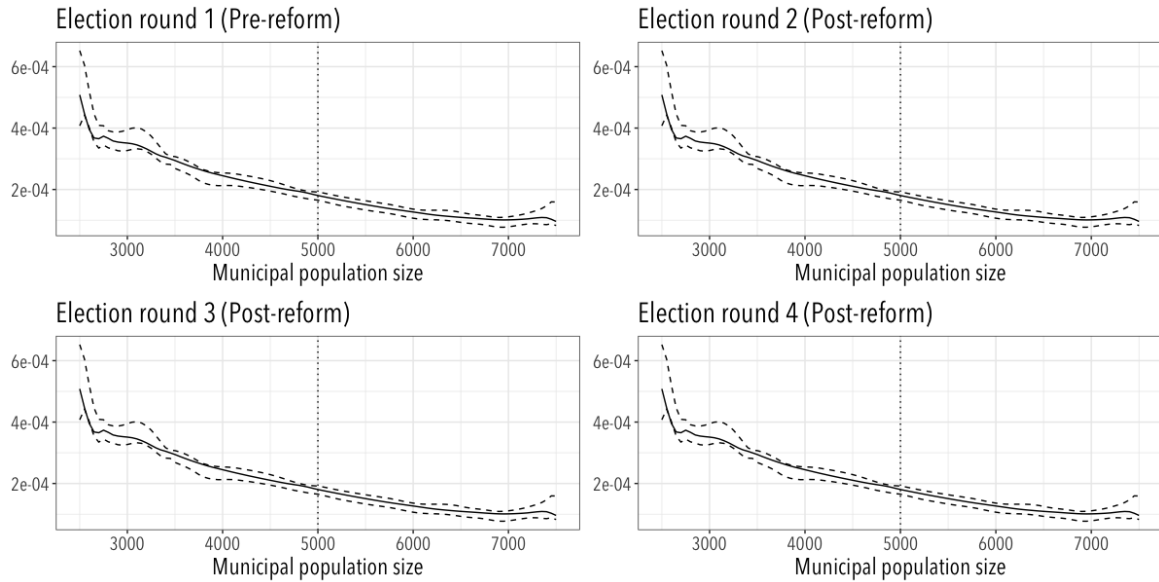 Election round 1 (Pre-reform)
6e-04
4e-04
2e-04
3000 4000 5000 6000 7000
Municipal population size
Election round 2 (Post-reform)
6e-04
4e-04
2e-04
3000 4000 5000 6000 7000
Municipal population size
Election round 3 (Post-reform)
6e-04
4e-04
2e-04
3000 4000 5000 6000 7000
Municipal population size
Election round 4 (Post-reform)
6e-04
4e-04
2e-04
3000 4000 5000 6000 7000
Municipal population size